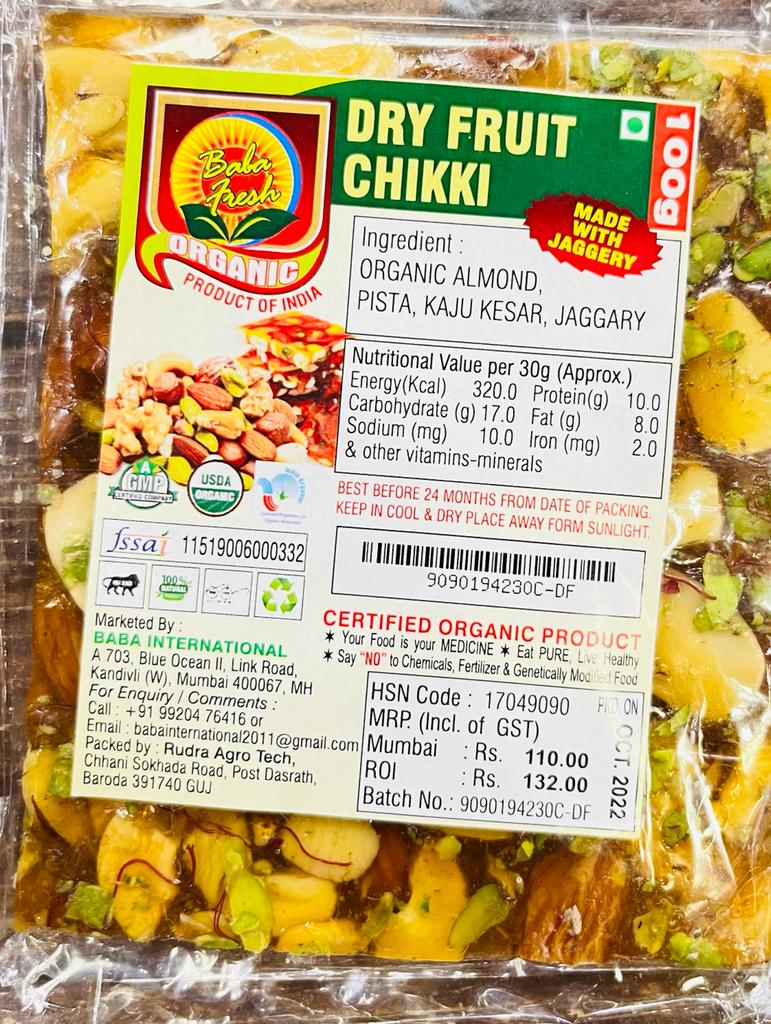 Baba
Fresh
ORGANIC
PRODUCT OF INDIA
DRY FRUIT
CHIKKI
100g
MADE
WITH
JAGGERY
Ingredient :
ORGANIC ALMOND,
PISTA, KAJU KESAR, JAGGARY
Nutritional Value per 30g (Approx.)
Energy(Kcal) 320.0 Protein(g) 10.0
Carbohydrate (g) 17.0 Fat (g) 8.0
Sodium (mg) 10.0 Iron (mg) 2.0
& other vitamins-minerals
GMP
CERTIFIED COMPANY
USDA
ORGANIC
BEST BEFORE 24 MONTHS FROM DATE OF PACKING.
KEEP IN COOL & DRY PLACE AWAY FORM SUNLIGHT.
fssai 11519006000332
100%
NATURAL
9090194230C-DF
Marketed By :
BABA INTERNATIONAL
A 703, Blue Ocean II, Link Road,
Kandivli (W), Mumbai 400067, MH
For Enquiry / Comments :
Call : +91 99204 76416 or
Email : babainternational2011@gmail.com
Packed by : Rudra Agro Tech,
Chhani Sokhada Road, Post Dasrath,
Baroda 391740 GUJ
CERTIFIED ORGANIC PRODUCT
✶ Your Food is your MEDICINE ✶ Eat PURE, Live Healthy
✶ Say "NO" to Chemicals, Fertilizer & Genetically Modified Food
HSN Code : 17049090
MRP. (Incl. of GST)
Mumbai : Rs. 110.00
ROI : Rs. 132.00
Batch No.: 9090194230C-DF
PKD ON
OCT. 2022